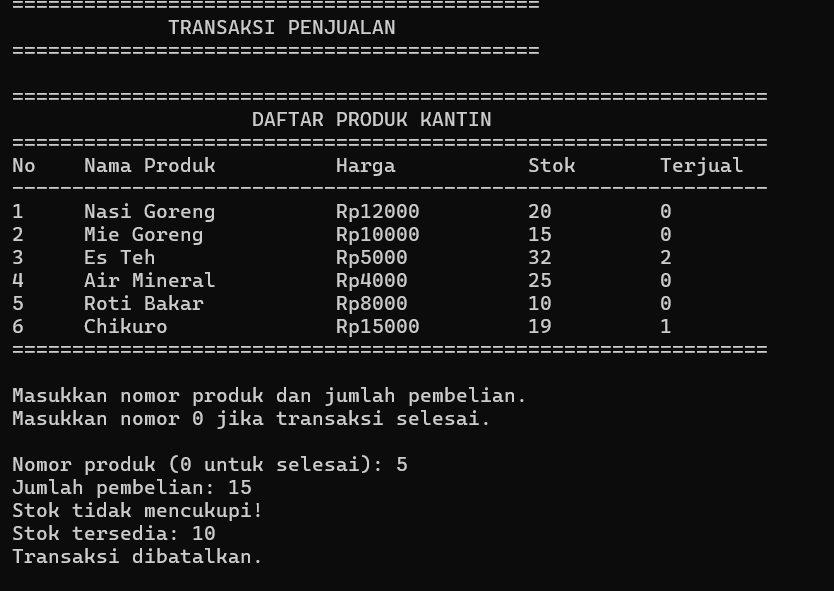 ============================================
             TRANSAKSI PENJUALAN
============================================
===============================================================
                    DAFTAR PRODUK KANTIN
===============================================================
No    Nama Produk          Harga           Stok       Terjual
---------------------------------------------------------------
1     Nasi Goreng          Rp12000         20         0
2     Mie Goreng           Rp10000         15         0
3     Es Teh               Rp5000          32         2
4     Air Mineral          Rp4000          25         0
5     Roti Bakar           Rp8000          10         0
6     Chikuro              Rp15000         19         1
===============================================================
Masukkan nomor produk dan jumlah pembelian.
Masukkan nomor 0 jika transaksi selesai.
Nomor produk (0 untuk selesai): 5
Jumlah pembelian: 15
Stok tidak mencukupi!
Stok tersedia: 10
Transaksi dibatalkan.